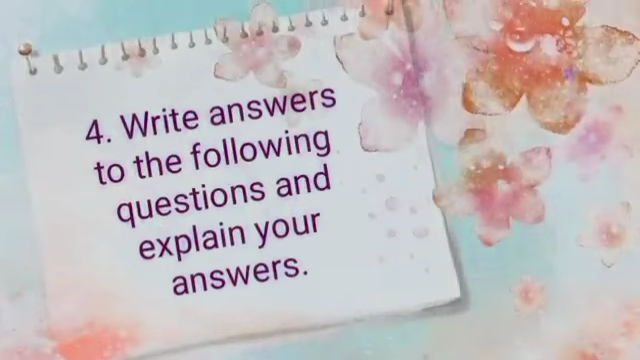 4. Write answers
to the following
questions and
explain your
answers.